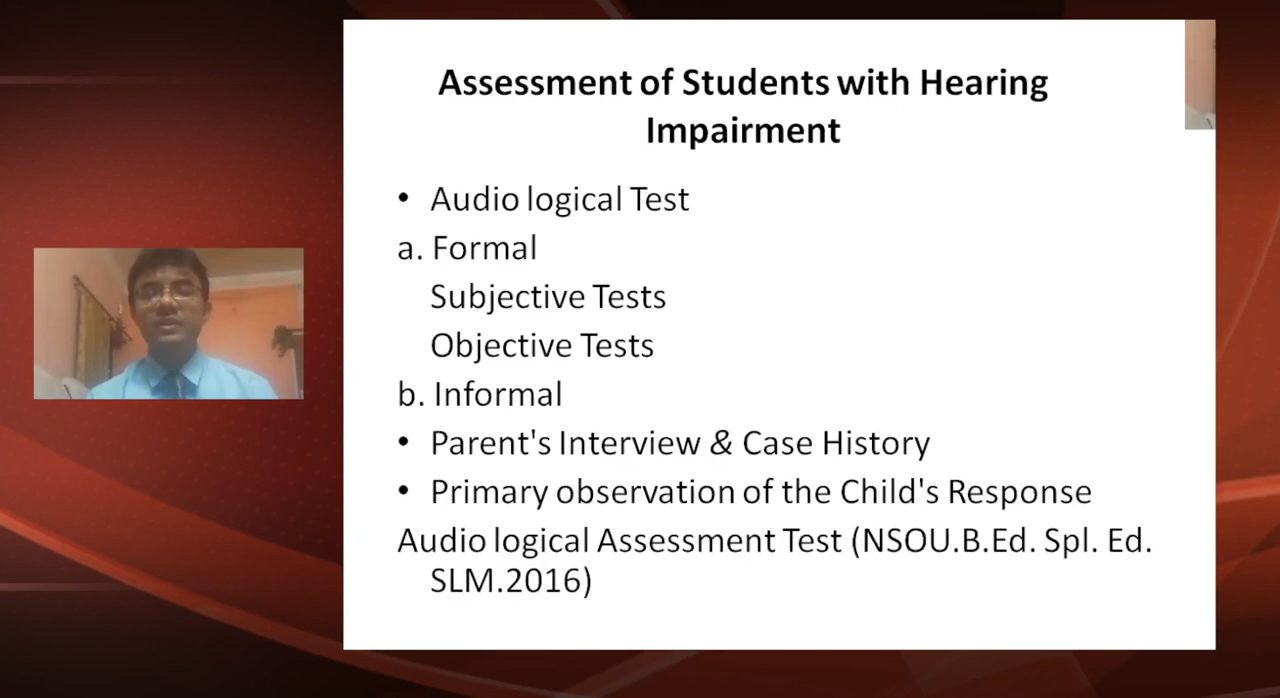 Assessment of Students with Hearing
Impairment
• Audio logical Test
a. Formal
Subjective Tests
Objective Tests
b. Informal
• Parent's Interview & Case History
• Primary observation of the Child's Response
Audio logical Assessment Test (NSOU.B.Ed. Spl. Ed.
SLM.2016)